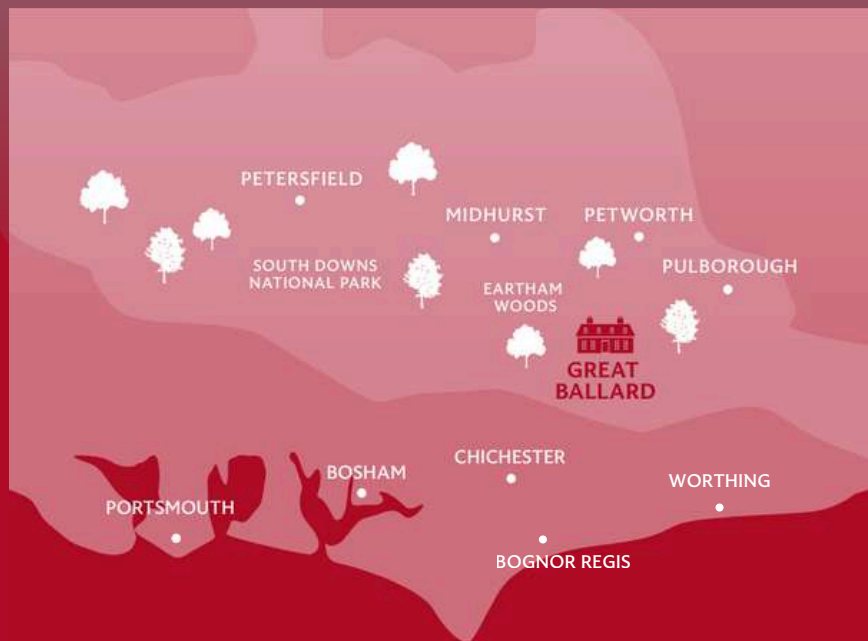 PETERSFIELD
MIDHURST
PETWORTH
SOUTH DOWNS
NATIONAL PARK
PULBOROUGH
EARTHAM
WOODS
GREAT
BALLARD
CHICHESTER
BOSHAM
WORTHING
PORTSMOUTH
BOGNOR REGIS